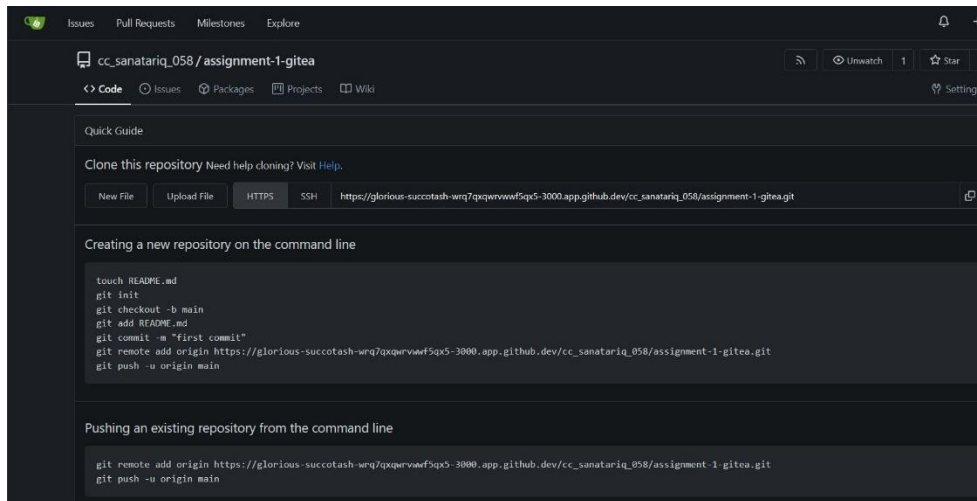 Issues Pull Requests Milestones Explore
cc_sanatariq_058 / assignment-1-gitea
Unwatch 1 Star
<> Code Issues Packages Projects Wiki Setting
Quick Guide
Clone this repository Need help cloning? Visit Help.
New File Upload File HTTPS SSH https://glorious-succotash-wrq7qxqwrvwwf5qx5-3000.app.github.dev/cc_sanatariq_058/assignment-1-gitea.git
Creating a new repository on the command line
touch README.md
git init
git checkout -b main
git add README.md
git commit -m "first commit"
git remote add origin https://glorious-succotash-wrq7qxqwrvwwf5qx5-3000.app.github.dev/cc_sanatariq_058/assignment-1-gitea.git
git push -u origin main
Pushing an existing repository from the command line
git remote add origin https://glorious-succotash-wrq7qxqwrvwwf5qx5-3000.app.github.dev/cc_sanatariq_058/assignment-1-gitea.git
git push -u origin main